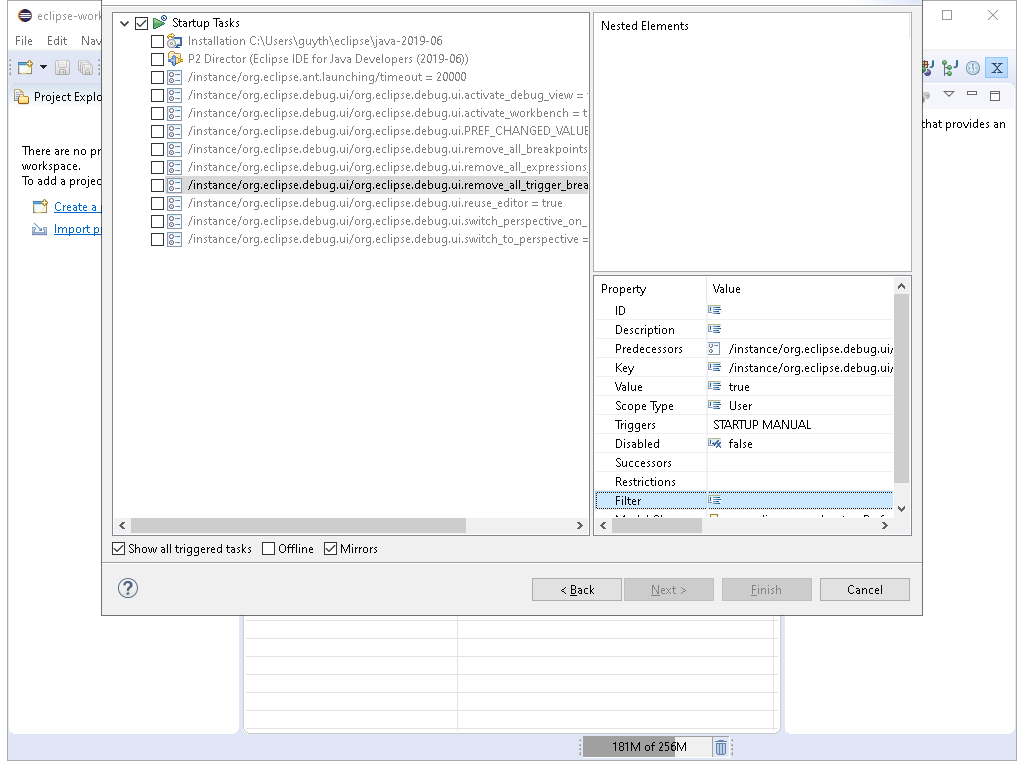 eclipse-work
File Edit Nav
Project Explo
There are no pr
workspace.
To add a projec
Create a
Import pr
Startup Tasks
Installation C:\Users\guyth\eclipse\java-2019-06
P2 Director (Eclipse IDE for Java Developers (2019-06))
/instance/org.eclipse.ant.launching/timeout = 20000
/instance/org.eclipse.debug.ui/org.eclipse.debug.ui.activate_debug_view =
/instance/org.eclipse.debug.ui/org.eclipse.debug.ui.activate_workbench = t
/instance/org.eclipse.debug.ui/org.eclipse.debug.ui.PREF_CHANGED_VALUE
/instance/org.eclipse.debug.ui/org.eclipse.debug.ui.remove_all_breakpoints
/instance/org.eclipse.debug.ui/org.eclipse.debug.ui.remove_all_expressions
/instance/org.eclipse.debug.ui/org.eclipse.debug.ui.remove_all_trigger_brea
/instance/org.eclipse.debug.ui/org.eclipse.debug.ui.reuse_editor = true
/instance/org.eclipse.debug.ui/org.eclipse.debug.ui.switch_perspective_on_
/instance/org.eclipse.debug.ui/org.eclipse.debug.ui.switch_to_perspective =
Nested Elements
Property Value
ID
Description
Predecessors /instance/org.eclipse.debug.ui/
Key /instance/org.eclipse.debug.ui/
Value true
Scope Type User
Triggers STARTUP MANUAL
Disabled false
Successors
Restrictions
Filter
that provides an
Show all triggered tasks Offline Mirrors
< Back Next > Finish Cancel
181M of 256M